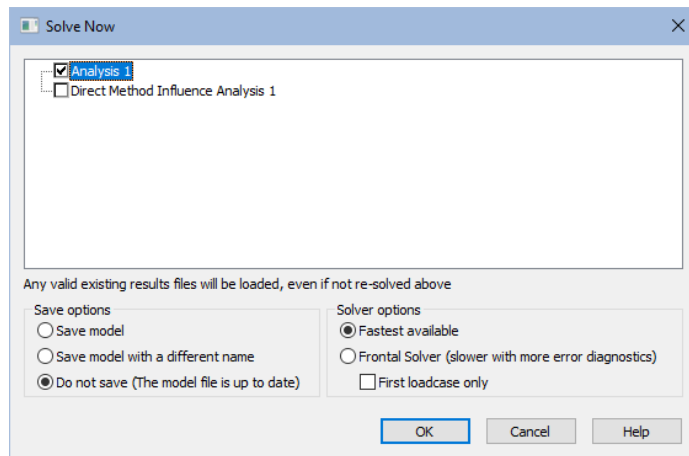 Solve Now
Analysis 1
Direct Method Influence Analysis 1
Any valid existing results files will be loaded, even if not re-solved above
Save options
Save model
Save model with a different name
Do not save (The model file is up to date)
Solver options
Fastest available
Frontal Solver (slower with more error diagnostics)
First loadcase only
OK
Cancel
Help